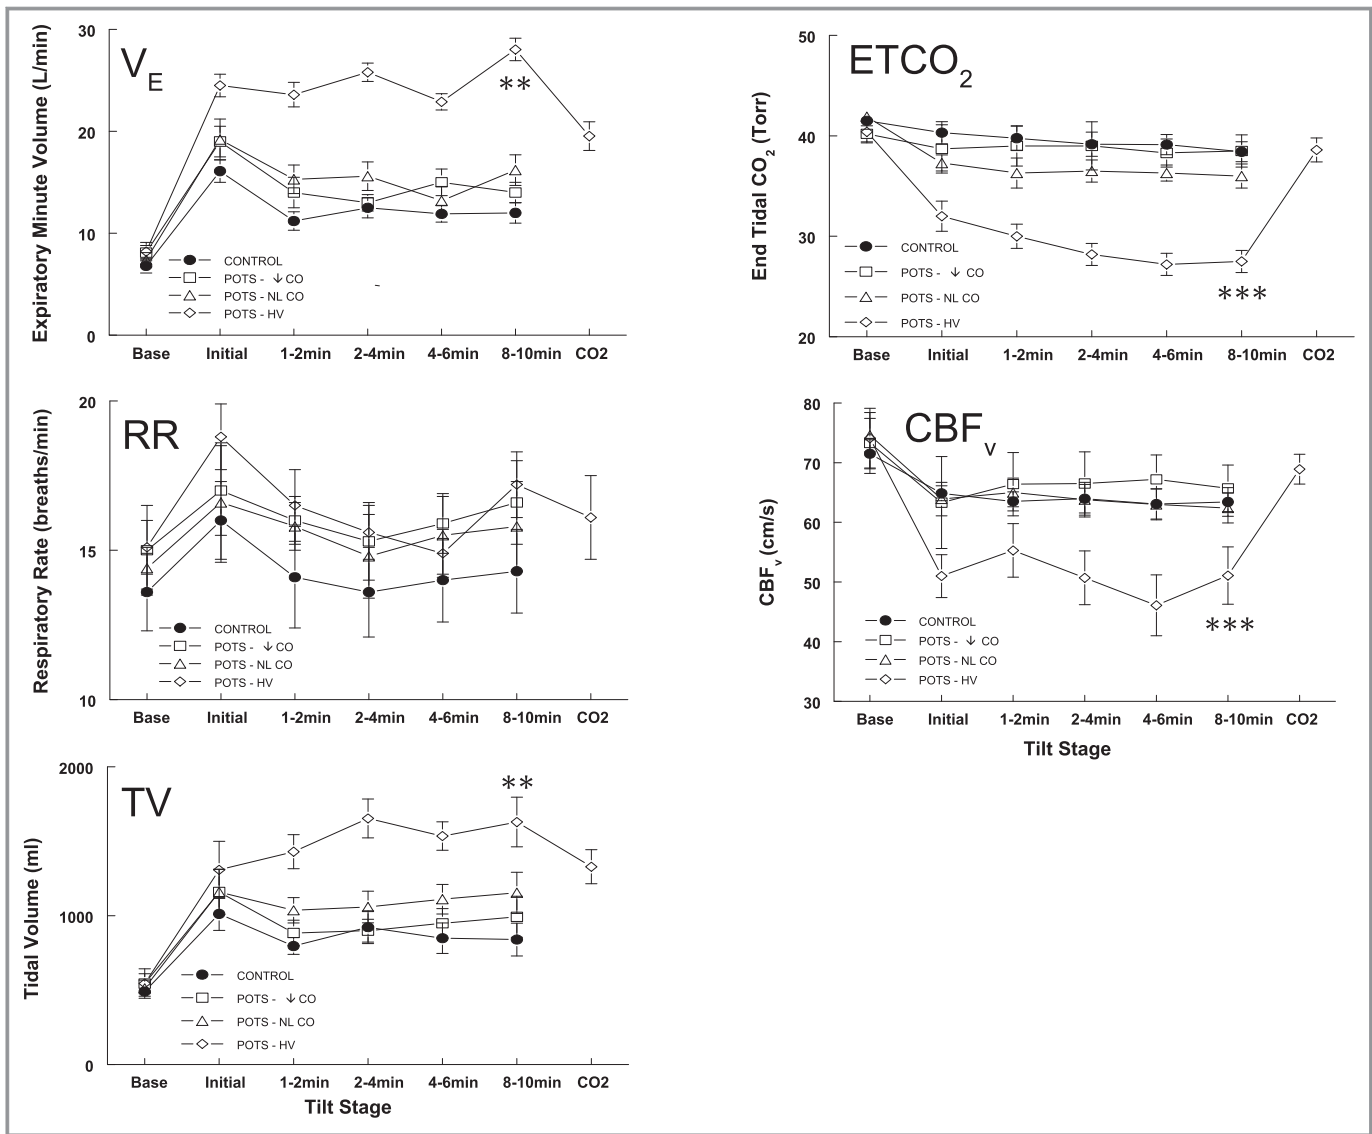 V_E
Expiratory Minute Volume (L/min)
30
20
10
0
CONTROL
POTS - ↓ CO
POTS - NL CO
POTS - HV
**
Base Initial 1-2min 2-4min 4-6min 8-10min CO2
ETCO₂
End Tidal CO₂ (Torr)
50
40
30
20
CONTROL
POTS - ↓ CO
POTS - NL CO
POTS - HV
***
Base Initial 1-2min 2-4min 4-6min 8-10min CO2
RR
Respiratory Rate (breaths/min)
20
15
10
CONTROL
POTS - ↓ CO
POTS - NL CO
POTS - HV
Base Initial 1-2min 2-4min 4-6min 8-10min CO2
CBFᵥ
CBFᵥ (cm/s)
80
70
60
50
40
30
CONTROL
POTS - ↓ CO
POTS - NL CO
POTS - HV
***
Base Initial 1-2min 2-4min 4-6min 8-10min CO2
Tilt Stage
TV
Tidal Volume (ml)
2000
1000
0
**
CONTROL
POTS - ↓ CO
POTS - NL CO
POTS - HV
Base Initial 1-2min 2-4min 4-6min 8-10min CO2
Tilt Stage